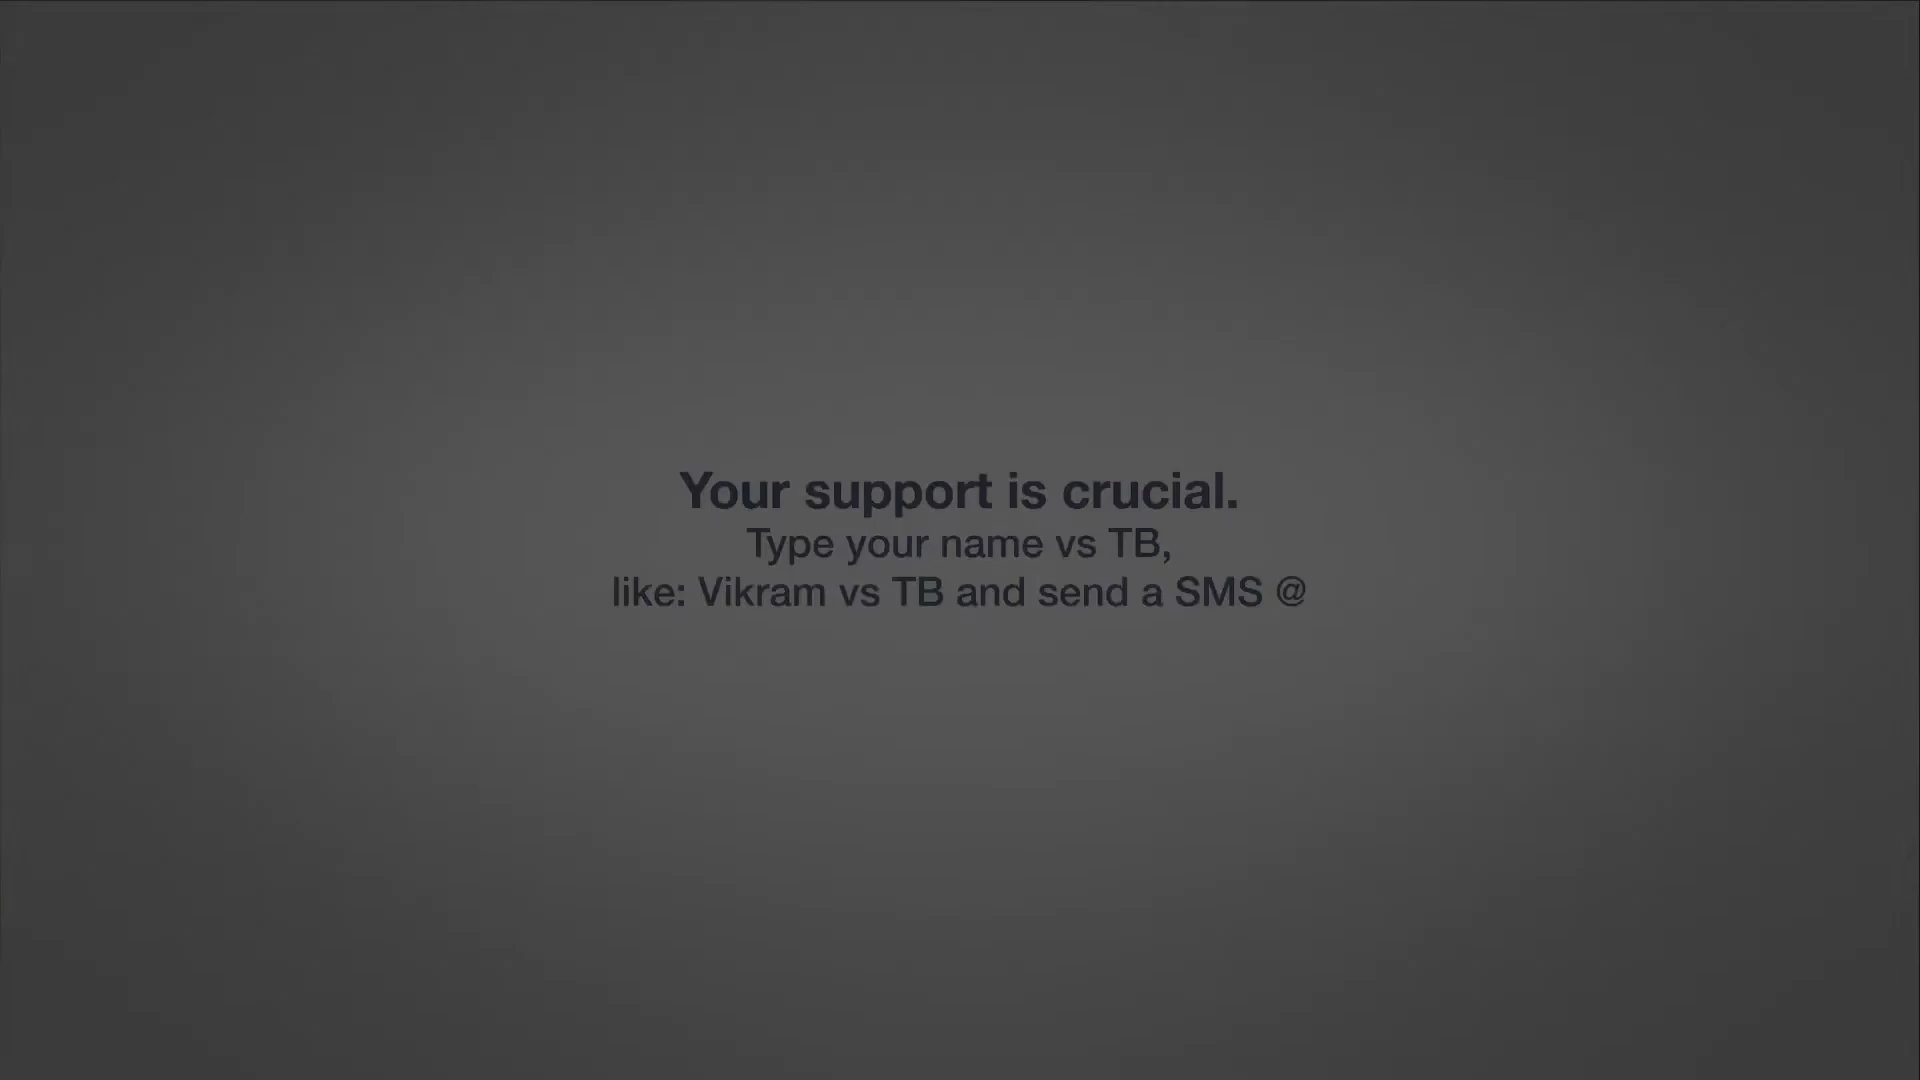 Your support is crucial.
Type your name vs TB,
like: Vikram vs TB and send a SMS @